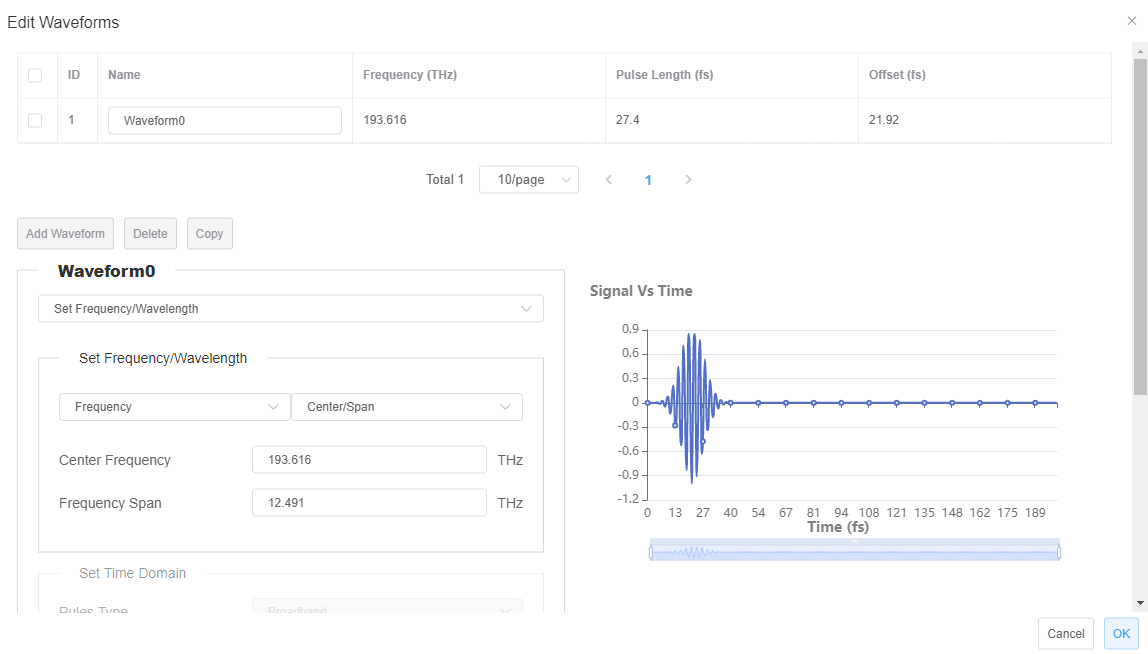 Edit Waveforms
ID Name Frequency (THz) Pulse Length (fs) Offset (fs)
1 Waveform0 193.616 27.4 21.92
Total 1 10/page 1
Add Waveform Delete Copy
Waveform0
Set Frequency/Wavelength
Set Frequency/Wavelength
Frequency Center/Span
Center Frequency 193.616 THz
Frequency Span 12.491 THz
Set Time Domain
Rules Type Broadband
Signal Vs Time
0.9
0.6
0.3
0
-0.3
-0.6
-0.9
-1.2
0 13 27 40 54 67 81 94 108 121 135 148 162 175 189
Time (fs)
Cancel OK